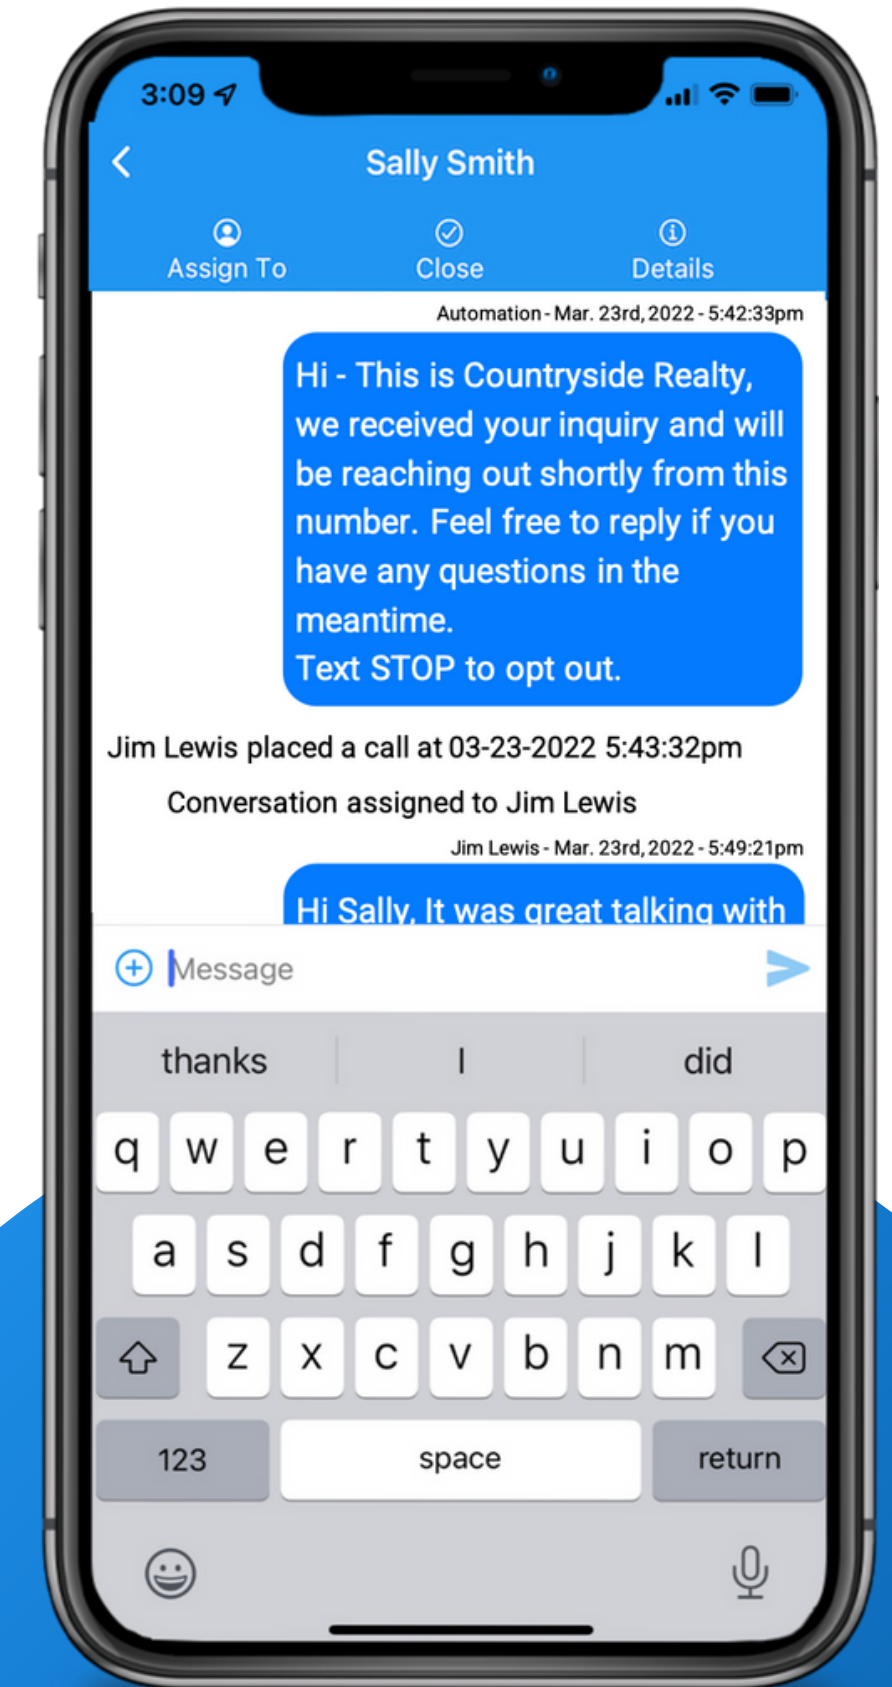 3:09
Sally Smith
Assign To
Close
Details
Automation - Mar. 23rd, 2022 - 5:42:33pm
Hi - This is Countryside Realty,
we received your inquiry and will
be reaching out shortly from this
number. Feel free to reply if you
have any questions in the
meantime.
Text STOP to opt out.
Jim Lewis placed a call at 03-23-2022 5:43:32pm
Conversation assigned to Jim Lewis
Jim Lewis - Mar. 23rd, 2022 - 5:49:21pm
Hi Sally, It was great talking with
Message
thanks I did
q w e r t y u i o p
a s d f g h j k l
z x c v b n m
123 space return